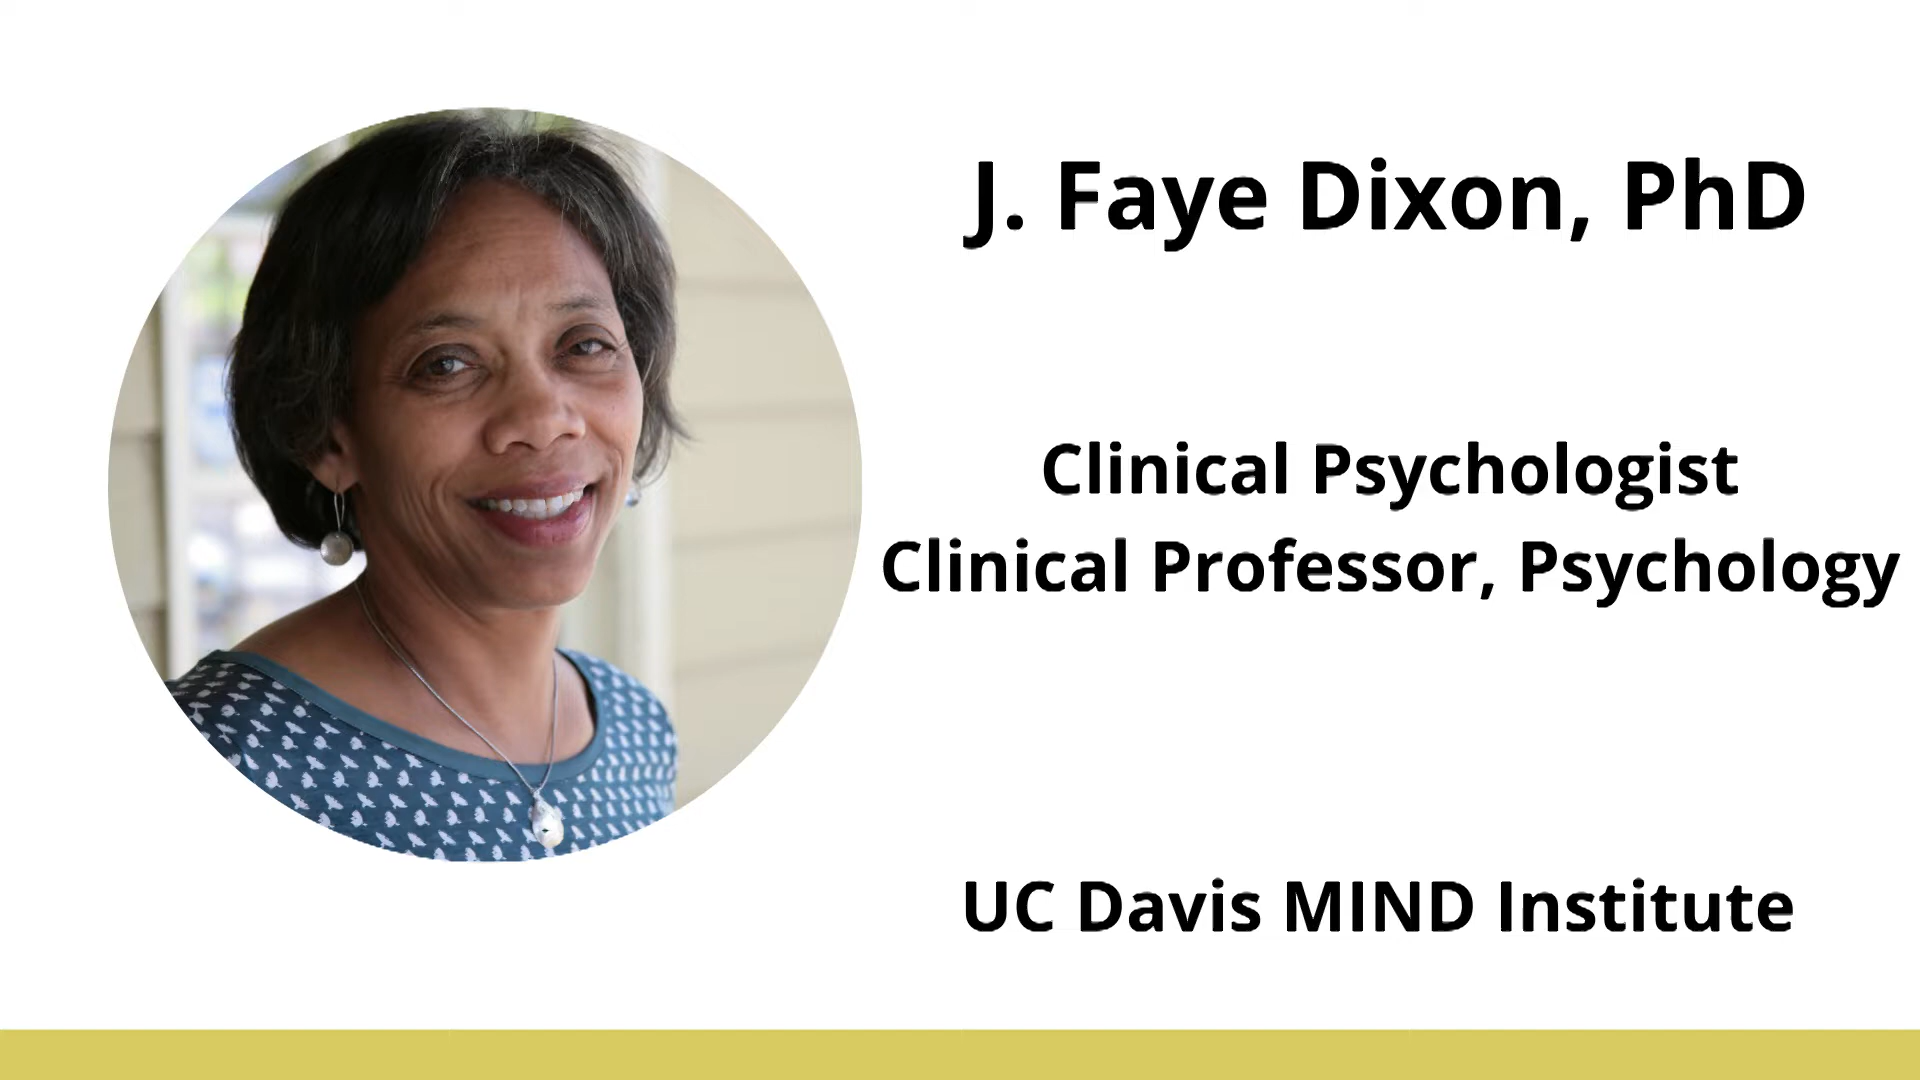 J. Faye Dixon, PhD
Clinical Psychologist
Clinical Professor, Psychology
UC Davis MIND Institute